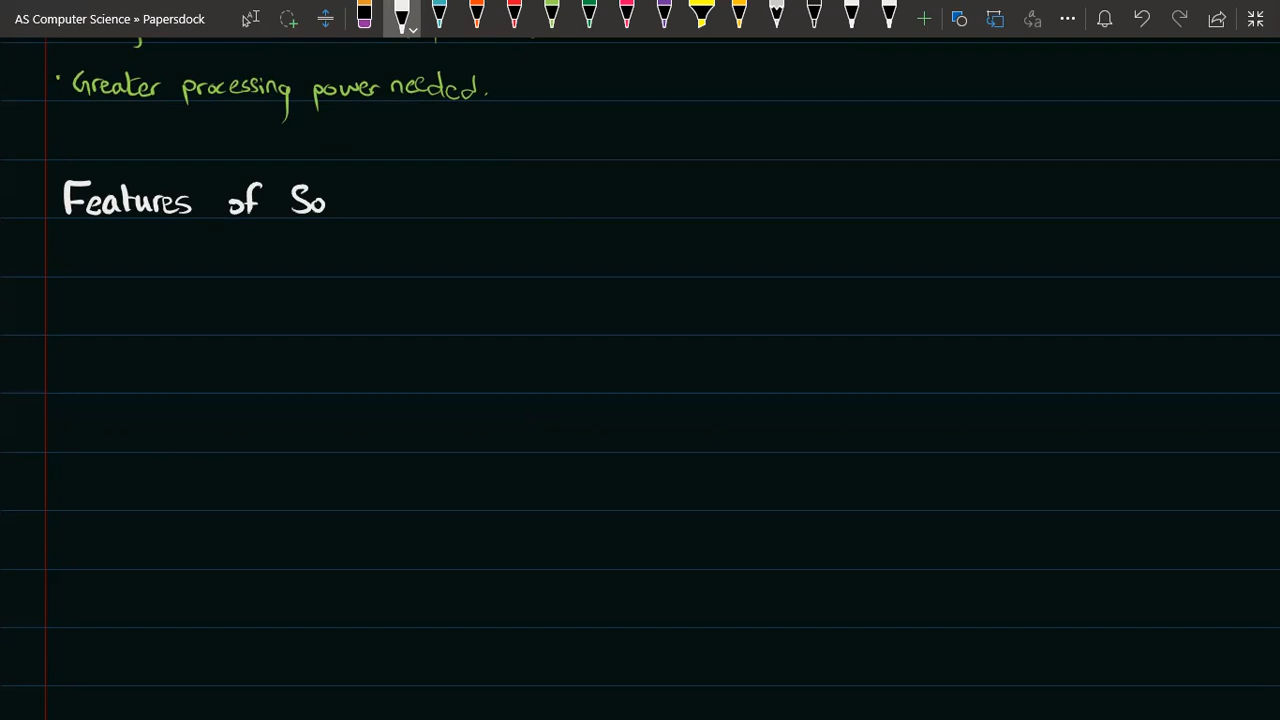 AS Computer Science » Papersdock
· Greater processing power needed.
Features of So